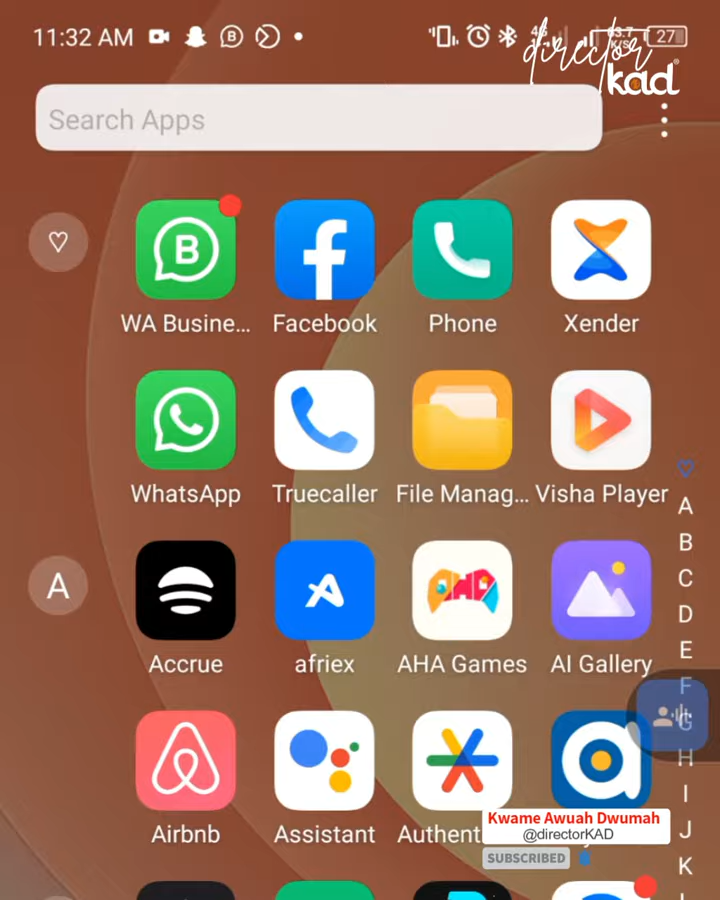 11:32 AM
27
director
kad
Search Apps
WA Busine...
Facebook
Phone
Xender
WhatsApp
Truecaller
File Manag...
Visha Player
A
Accrue
afriex
AHA Games
AI Gallery
Airbnb
Assistant
Authent
Kwame Awuah Dwumah
@directorKAD
SUBSCRIBED
A
B
C
D
E
F
G
H
I
J
K